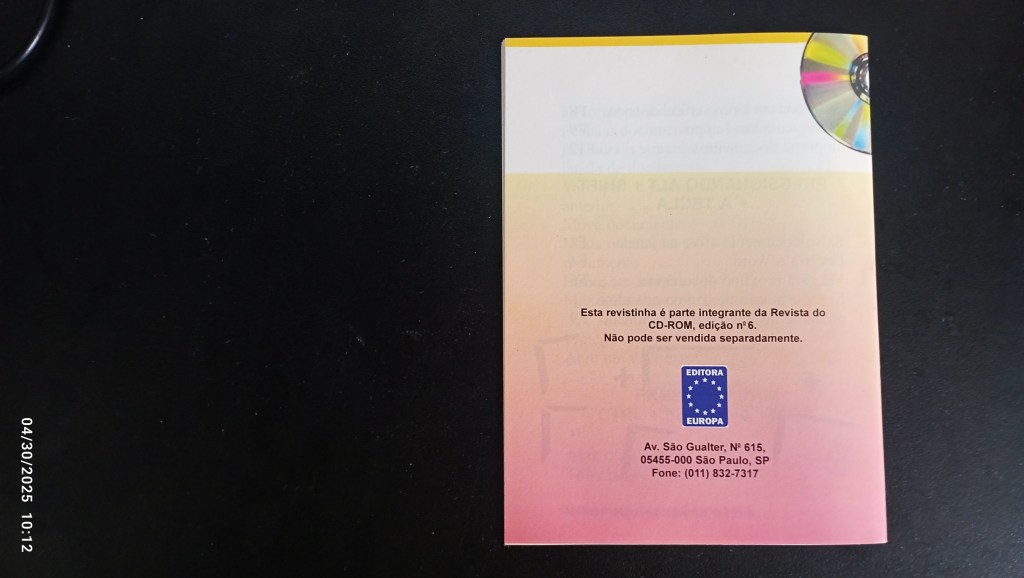 Esta revistinha é parte integrante da Revista do
CD-ROM, edição nº 6.
Não pode ser vendida separadamente.
EDITORA
EUROPA
Av. São Gualter, Nº 615,
05455-000 São Paulo, SP
Fone: (011) 832-7317
04/30/2025 10:12